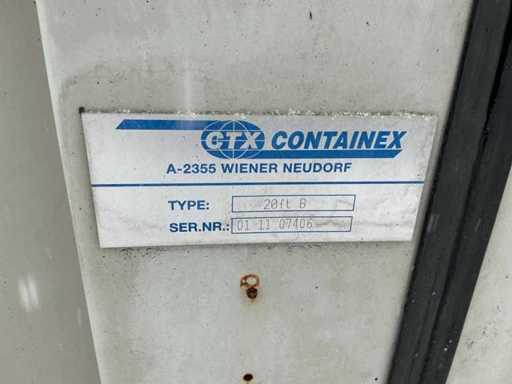 CTX CONTAINEX
A-2355 WIENER NEUDORF
TYPE: 20ft B
SER.NR.: 01 11 07406